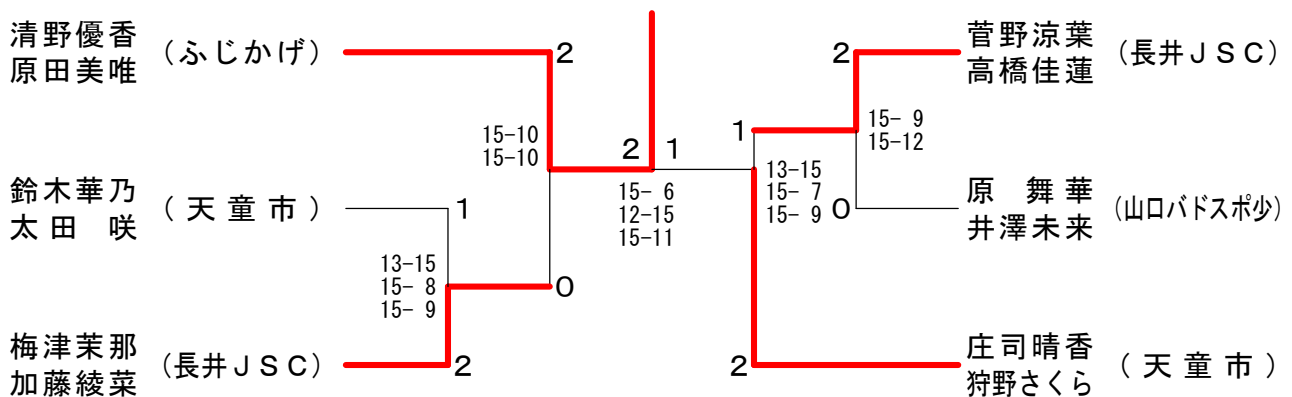 清野優香
原田美唯
（ふじかげ）
2
15-10
15-10
鈴木華乃
太田　咲
（天童市）
1
13-15
15- 8
15- 9
0
梅津茉那
加藤綾菜
（長井ＪＳＣ）
2
2
1
15- 6
12-15
15-11
菅野涼葉
高橋佳蓮
（長井ＪＳＣ）
2
15- 9
15-12
1
13-15
15- 7
15- 9
原　舞華
井澤未来
（山口バドスポ少）
0
庄司晴香
狩野さくら
（天童市）
2